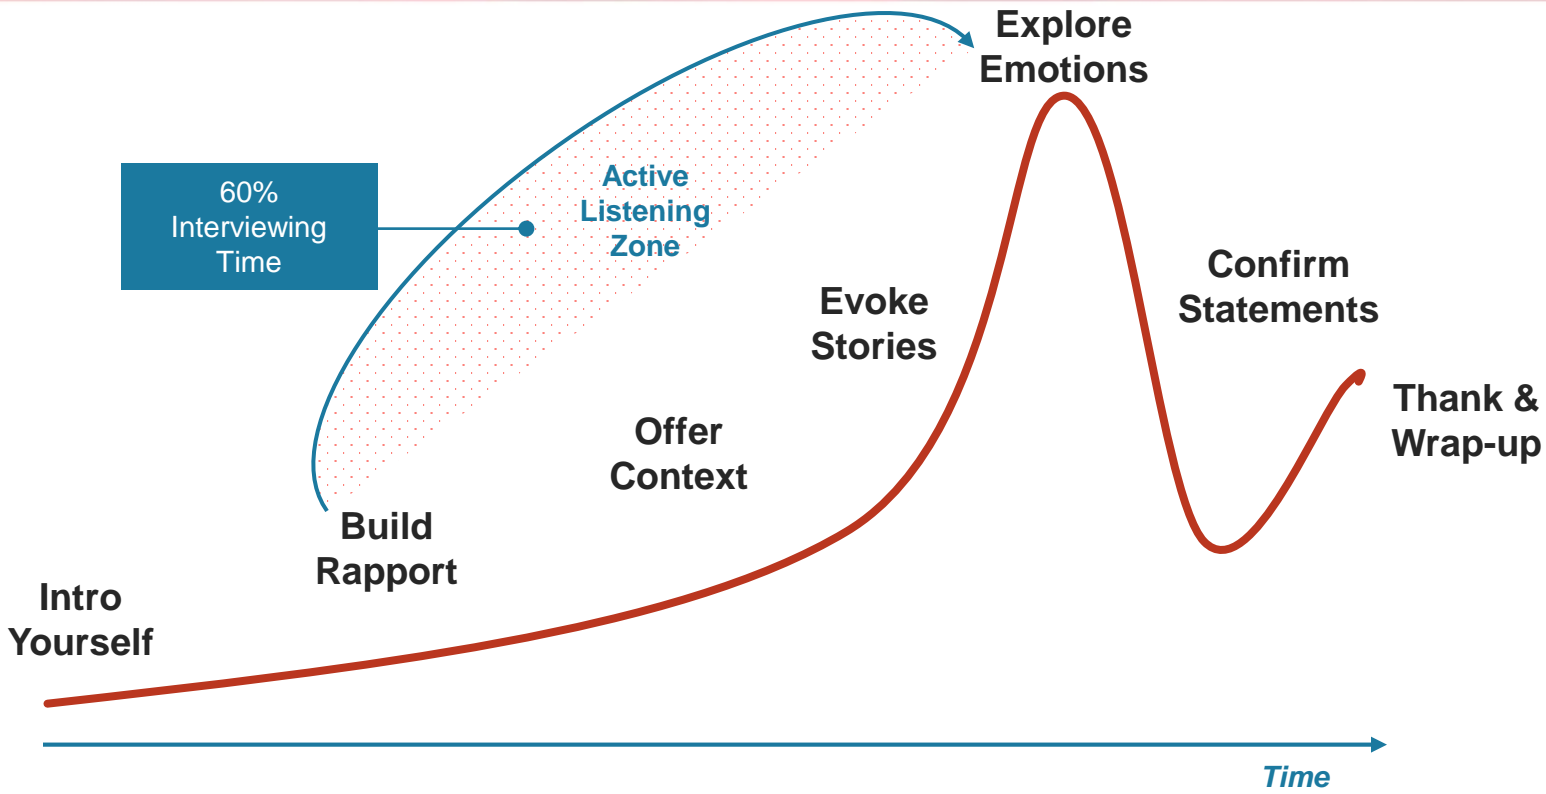 Explore
Emotions
60%
Interviewing
Time
Active
Listening
Zone
Evoke
Stories
Confirm
Statements
Offer
Context
Thank &
Wrap-up
Build
Rapport
Intro
Yourself
Time